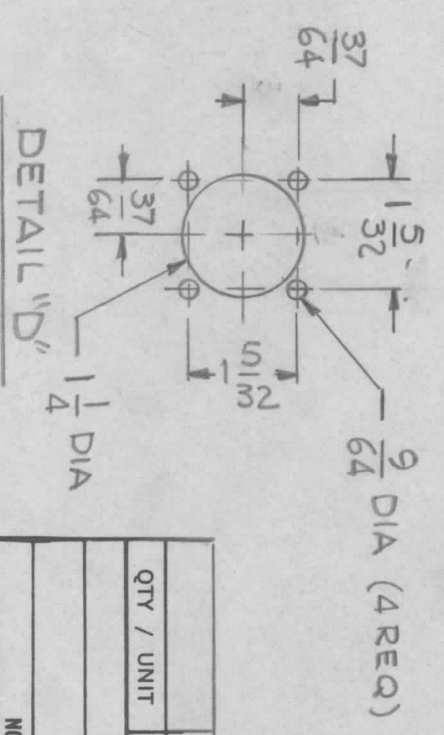 37/64
1 5/32
9/64 DIA (4 REQ)
37/64
1 5/32
1 1/4 DIA
DETAIL "D"
QTY / UNIT